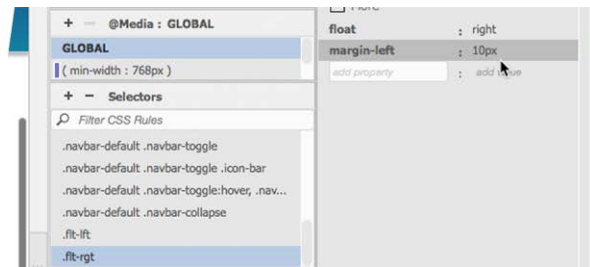 More
+ − @Media : GLOBAL
float : right
GLOBAL
margin-left : 10px
( min-width : 768px )
add property : add value
+ − Selectors
Filter CSS Rules
.navbar-default .navbar-toggle
.navbar-default .navbar-toggle .icon-bar
.navbar-default .navbar-toggle:hover, .nav...
.navbar-default .navbar-collapse
.flt-lft
.flt-rgt